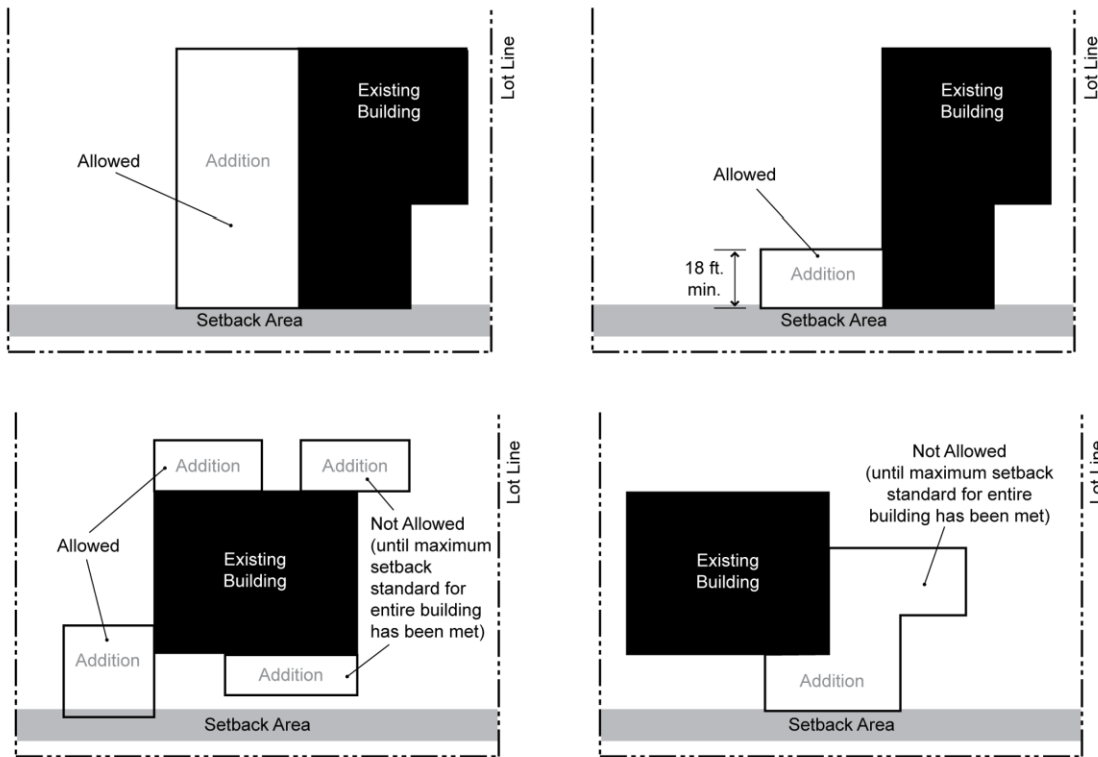 Lot Line
Existing
Building
Allowed
Addition
Setback Area
Lot Line
Existing
Building
Allowed
18 ft.
min.
Addition
Setback Area
Lot Line
Addition
Addition
Allowed
Existing
Building
Not Allowed
(until maximum
setback
standard for
entire building
has been met)
Addition
Addition
Setback Area
Lot Line
Not Allowed
(until maximum setback
standard for entire
building has been met)
Existing
Building
Addition
Setback Area